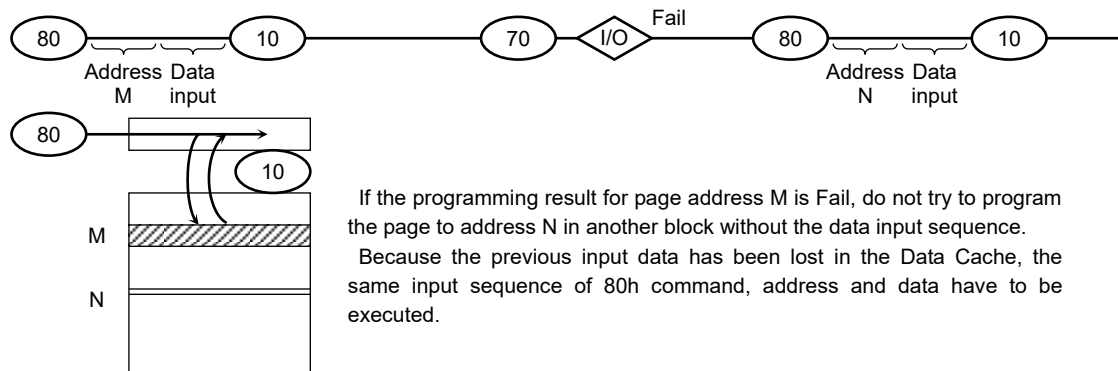 80 10 70 I/O Fail 80 10
Address Data Address Data
M input N input
80
10
If the programming result for page address M is Fail, do not try to program
the page to address N in another block without the data input sequence.
Because the previous input data has been lost in the Data Cache, the
same input sequence of 80h command, address and data have to be
executed.
M
N